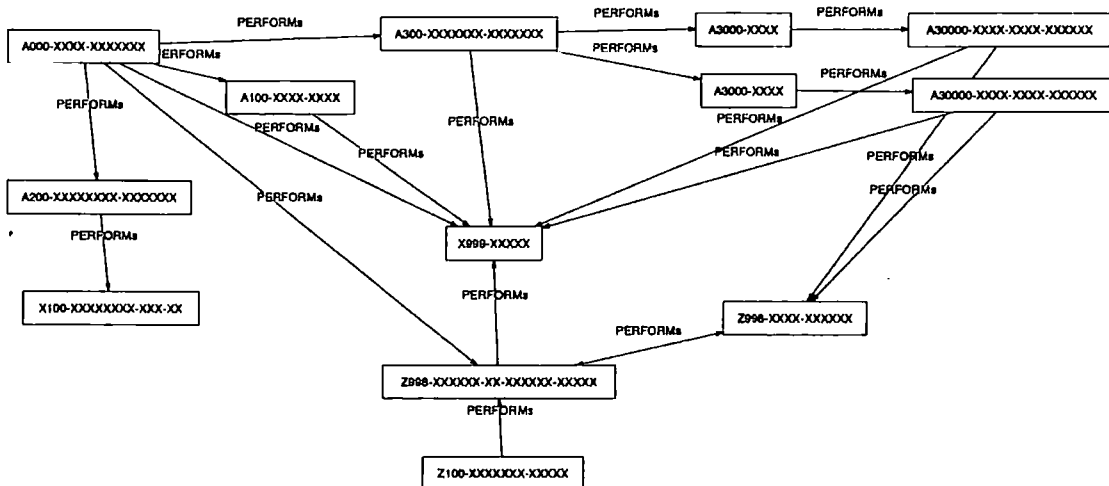 PERFORMs
PERFORMs
PERFORMs
A000-XXXX-XXXXXXX
A300-XXXXXXX-XXXXXXX
A3000-XXXX
A30000-XXXX-XXXX-XXXXXX
PERFORMs
PERFORMs
PERFORMs
PERFORMs
A100-XXXX-XXXX
A3000-XXXX
A30000-XXXX-XXXX-XXXXXX
PERFORMs
PERFORMs
PERFORMs
PERFORMs
PERFORMs
A200-XXXXXXXX-XXXXXXX
PERFORMs
PERFORMs
PERFORMs
X999-XXXXX
X100-XXXXXXXX-XXX-XX
PERFORMs
Z998-XXXX-XXXXXX
PERFORMs
Z998-XXXXXX-XX-XXXXXX-XXXXX
PERFORMs
Z100-XXXXXXX-XXXXX